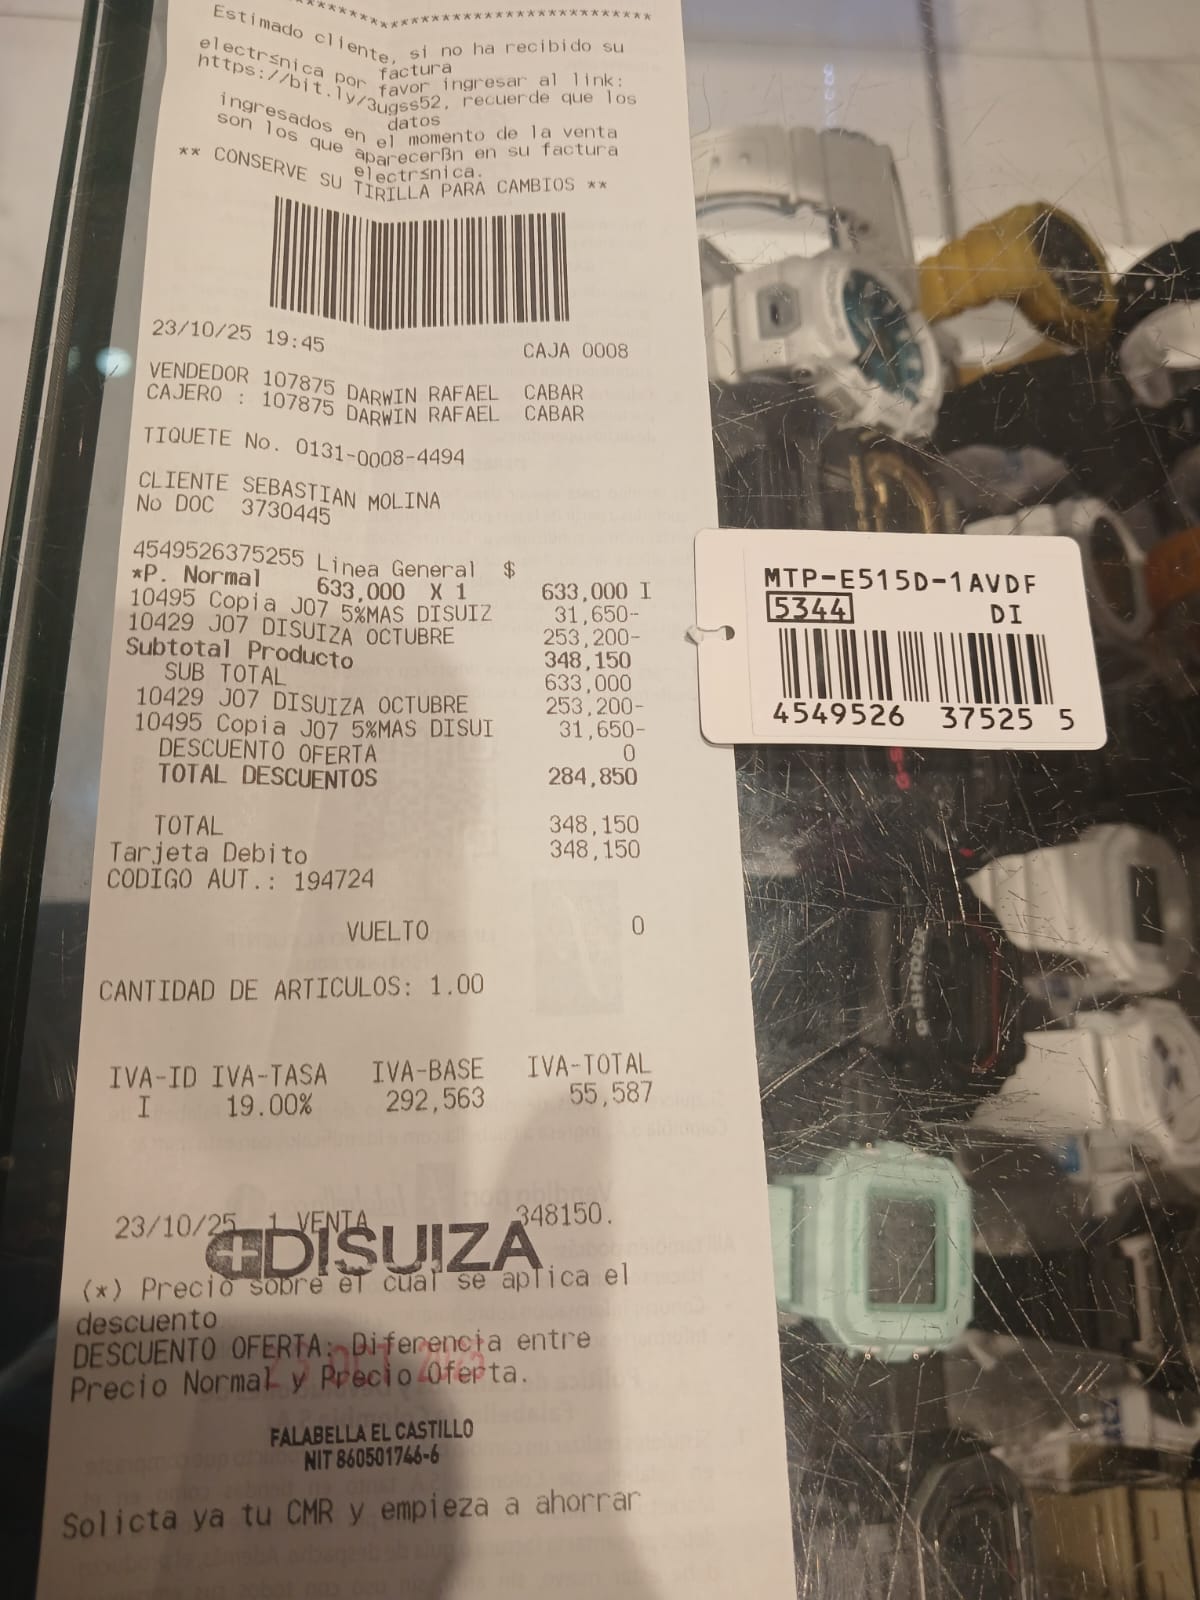 ****************************************
Estimado cliente, si no ha recibido su factura
electrsnica por favor ingresar al link:
https://bit.ly/3ugss52, recuerde que los datos
ingresados en el momento de la venta
son los que aparecerßn en su factura electrsnica.
** CONSERVE SU TIRILLA PARA CAMBIOS **
23/10/25 19:45 CAJA 0008
VENDEDOR 107875 DARWIN RAFAEL CABAR
CAJERO : 107875 DARWIN RAFAEL CABAR
TIQUETE No. 0131-0008-4494
CLIENTE SEBASTIAN MOLINA
No DOC 3730445
4549526375255 Linea General $
*P. Normal 633,000 X 1 633,000 I
10495 Copia J07 5%MAS DISUIZ 31,650-
10429 J07 DISUIZA OCTUBRE 253,200-
Subtotal Producto 348,150
SUB TOTAL 633,000
10429 J07 DISUIZA OCTUBRE 253,200-
10495 Copia J07 5%MAS DISUI 31,650-
DESCUENTO OFERTA 0
TOTAL DESCUENTOS 284,850
TOTAL 348,150
Tarjeta Debito 348,150
CODIGO AUT.: 194724
VUELTO 0
CANTIDAD DE ARTICULOS: 1.00
IVA-ID IVA-TASA IVA-BASE IVA-TOTAL
I 19.00% 292,563 55,587
23/10/25 1 VENTA 348150.
DISUIZA
(*) Precio sobre el cual se aplica el
descuento
DESCUENTO OFERTA: Diferencia entre
Precio Normal y Precio Oferta.
23 OCT 2025
FALABELLA EL CASTILLO
NIT 860501746-6
Solicta ya tu CMR y empieza a ahorrar
MTP-E515D-1AVDF
5344 DI
4549526 37525 5
G-SHOCK